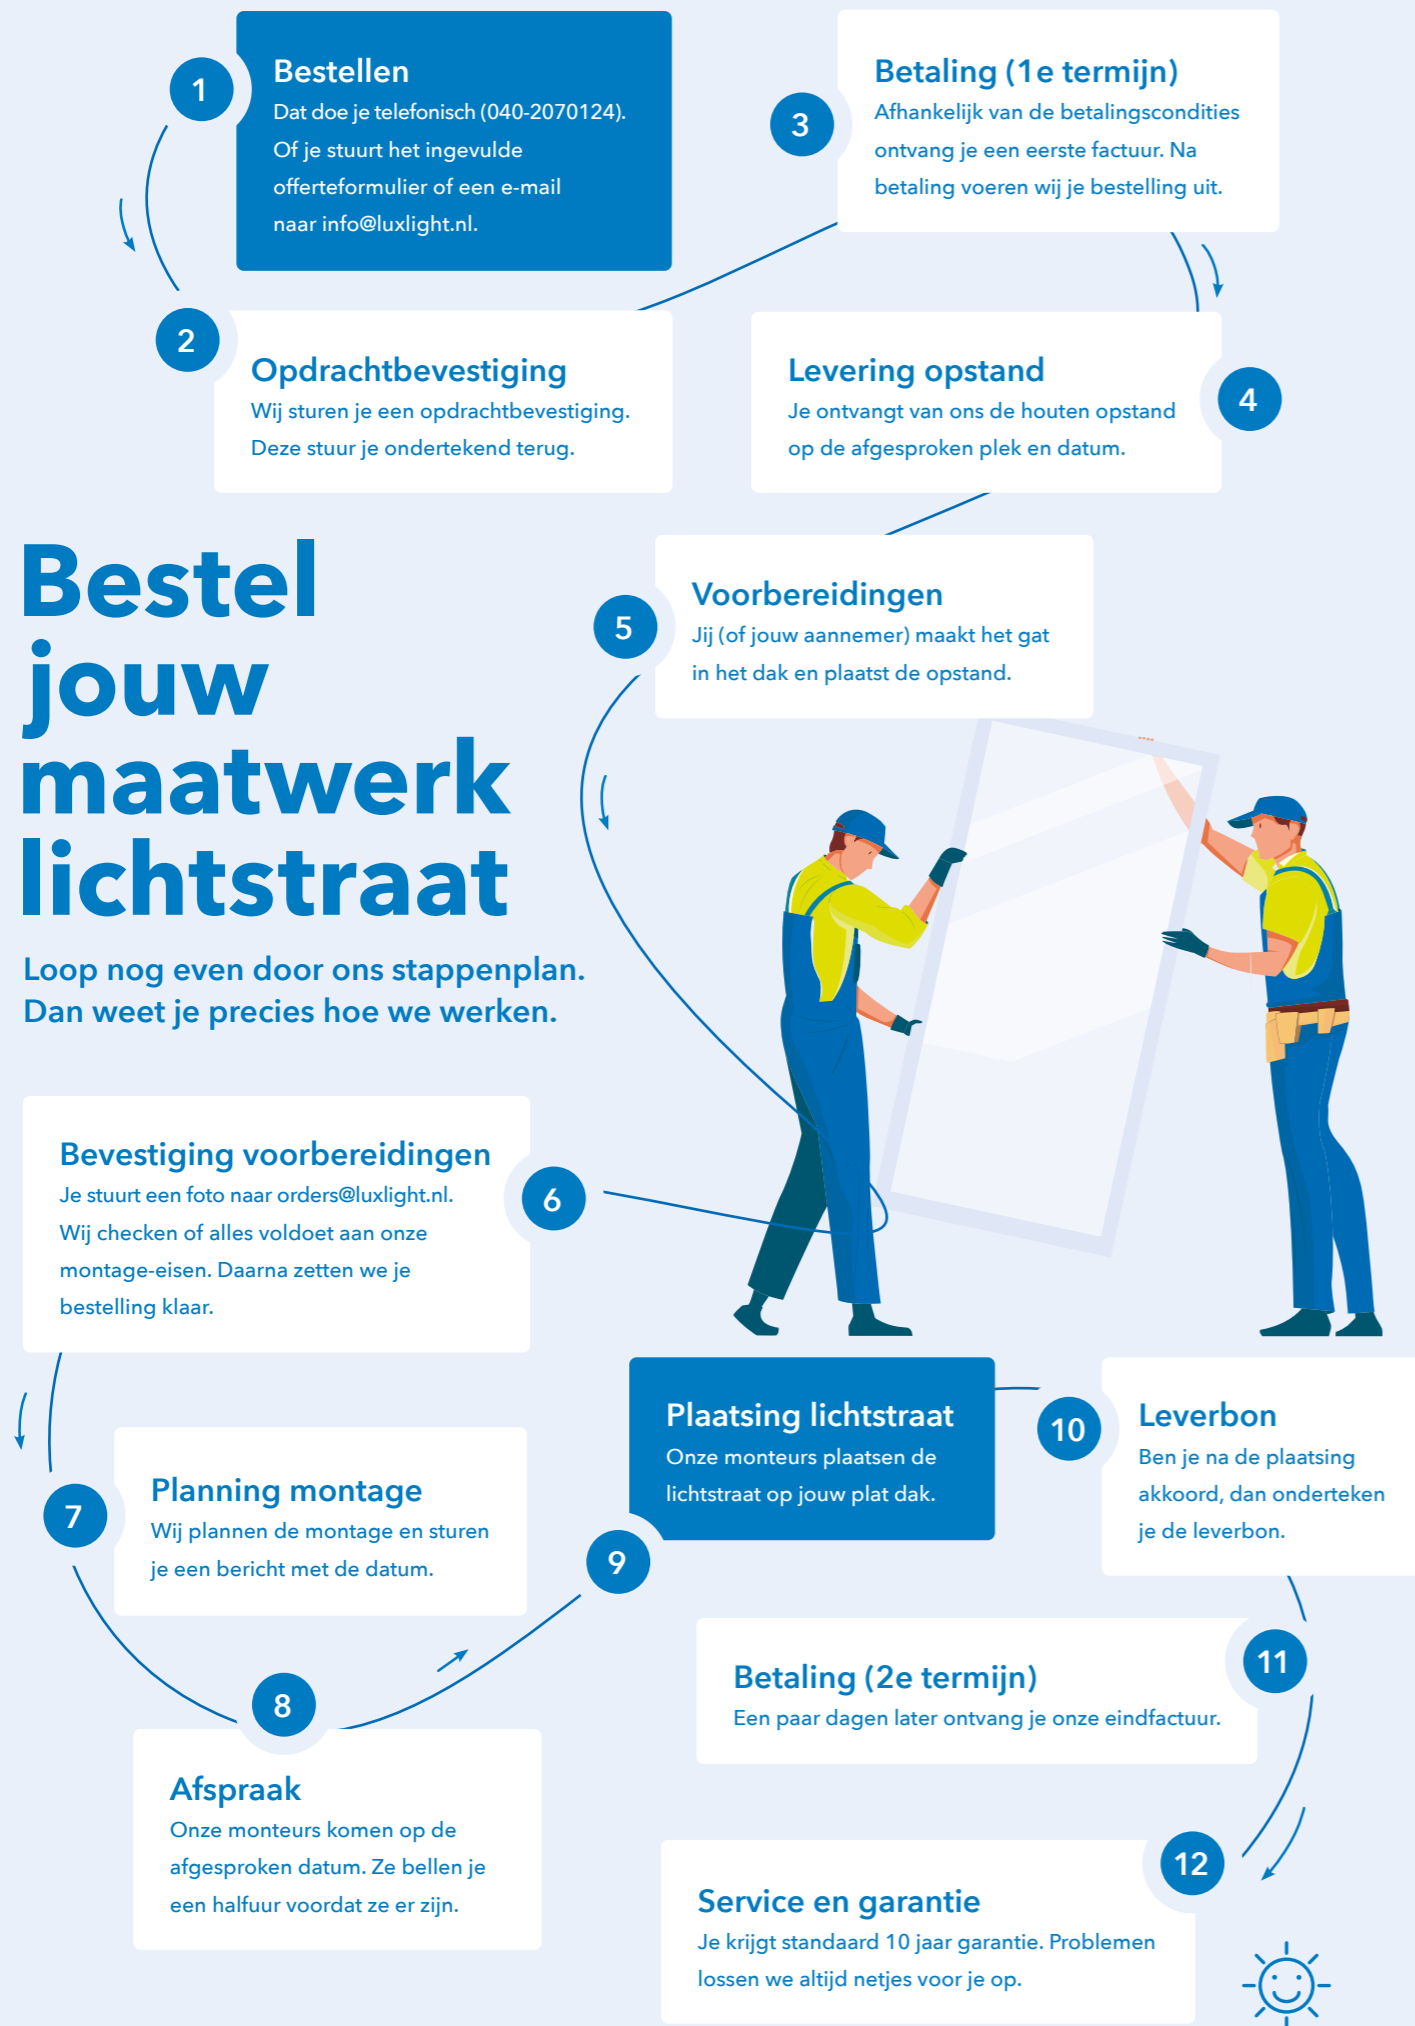 1
Bestellen
Dat doe je telefonisch (040-2070124).
Of je stuurt het ingevulde
offerteformulier of een e-mail
naar info@luxlight.nl.
2
Opdrachtbevestiging
Wij sturen je een opdrachtbevestiging.
Deze stuur je ondertekend terug.
3
Betaling (1e termijn)
Afhankelijk van de betalingscondities
ontvang je een eerste factuur. Na
betaling voeren wij je bestelling uit.
4
Levering opstand
Je ontvangt van ons de houten opstand
op de afgesproken plek en datum.
Bestel
jouw
maatwerk
lichtstraat
Loop nog even door ons stappenplan.
Dan weet je precies hoe we werken.
5
Voorbereidingen
Jij (of jouw aannemer) maakt het gat
in het dak en plaatst de opstand.
6
Bevestiging voorbereidingen
Je stuurt een foto naar orders@luxlight.nl.
Wij checken of alles voldoet aan onze
montage-eisen. Daarna zetten we je
bestelling klaar.
7
Planning montage
Wij plannen de montage en sturen
je een bericht met de datum.
8
Afspraak
Onze monteurs komen op de
afgesproken datum. Ze bellen je
een halfuur voordat ze er zijn.
9
Plaatsing lichtstraat
Onze monteurs plaatsen de
lichtstraat op jouw plat dak.
10
Leverbon
Ben je na de plaatsing
akkoord, dan onderteken
je de leverbon.
11
Betaling (2e termijn)
Een paar dagen later ontvang je onze eindfactuur.
12
Service en garantie
Je krijgt standaard 10 jaar garantie. Problemen
lossen we altijd netjes voor je op.